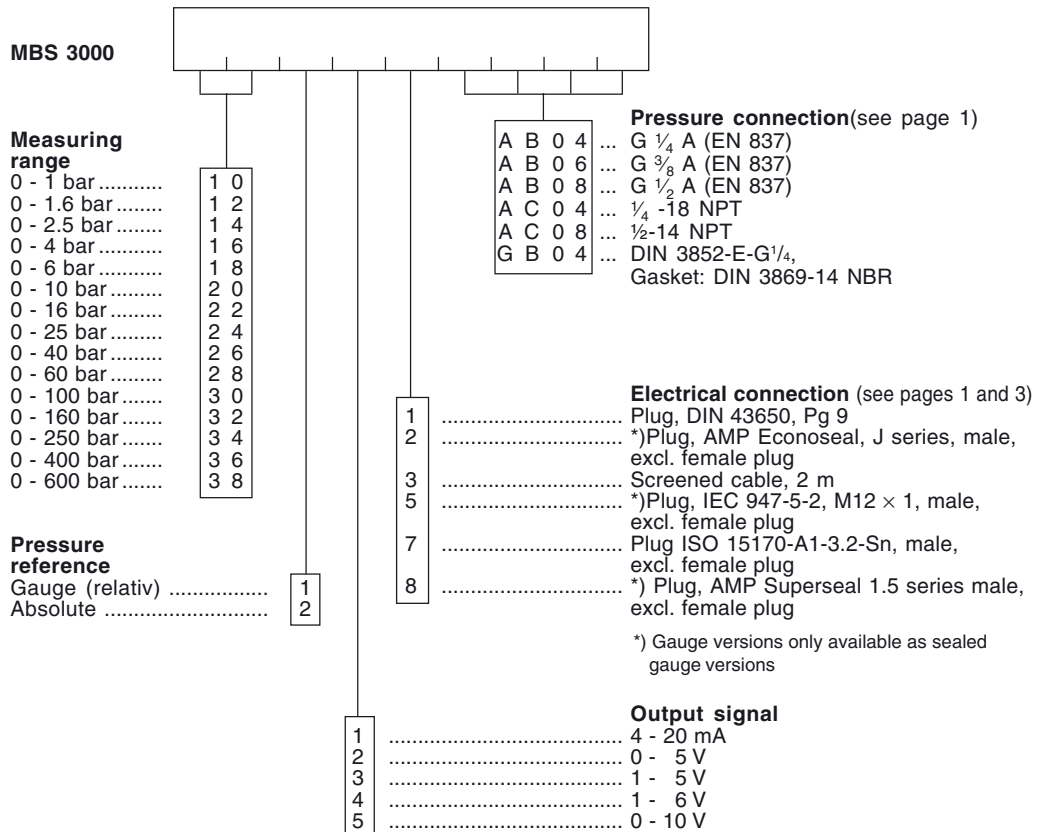 MBS 3000
Pressure connection(see page 1)
A B 0 4 ... G 1/4 A (EN 837)
A B 0 6 ... G 3/8 A (EN 837)
A B 0 8 ... G 1/2 A (EN 837)
A C 0 4 ... 1/4 -18 NPT
A C 0 8 ... ½-14 NPT
G B 0 4 ... DIN 3852-E-G1/4,
Gasket: DIN 3869-14 NBR
Measuring
range
0 - 1 bar ........... 1 0
0 - 1.6 bar ........ 1 2
0 - 2.5 bar ........ 1 4
0 - 4 bar ........... 1 6
0 - 6 bar ........... 1 8
0 - 10 bar ......... 2 0
0 - 16 bar ......... 2 2
0 - 25 bar ......... 2 4
0 - 40 bar ......... 2 6
0 - 60 bar ......... 2 8
0 - 100 bar ....... 3 0
0 - 160 bar ....... 3 2
0 - 250 bar ....... 3 4
0 - 400 bar ....... 3 6
0 - 600 bar ....... 3 8
Electrical connection (see pages 1 and 3)
1 ............................... Plug, DIN 43650, Pg 9
2 ............................... *)Plug, AMP Econoseal, J series, male,
excl. female plug
3 ............................... Screened cable, 2 m
5 ............................... *)Plug, IEC 947-5-2, M12 × 1, male,
excl. female plug
7 ............................... Plug ISO 15170-A1-3.2-Sn, male,
excl. female plug
8 ............................... *) Plug, AMP Superseal 1.5 series male,
excl. female plug
*) Gauge versions only available as sealed
gauge versions
Pressure
reference
Gauge (relativ) ................. 1
Absolute ........................... 2
Output signal
1 ....................................... 4 - 20 mA
2 ....................................... 0 - 5 V
3 ....................................... 1 - 5 V
4 ....................................... 1 - 6 V
5 ....................................... 0 - 10 V